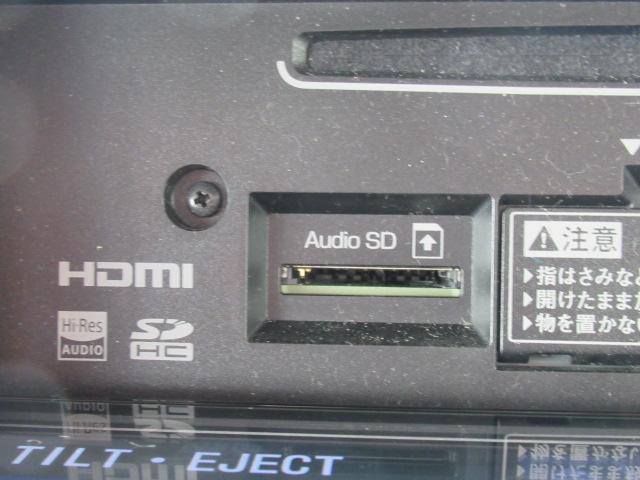 Audio SD
HDMI
Hi-Res
AUDIO
SD
HC
注意
指はさみなど
開けたまま
物を置かない
TILT・EJECT